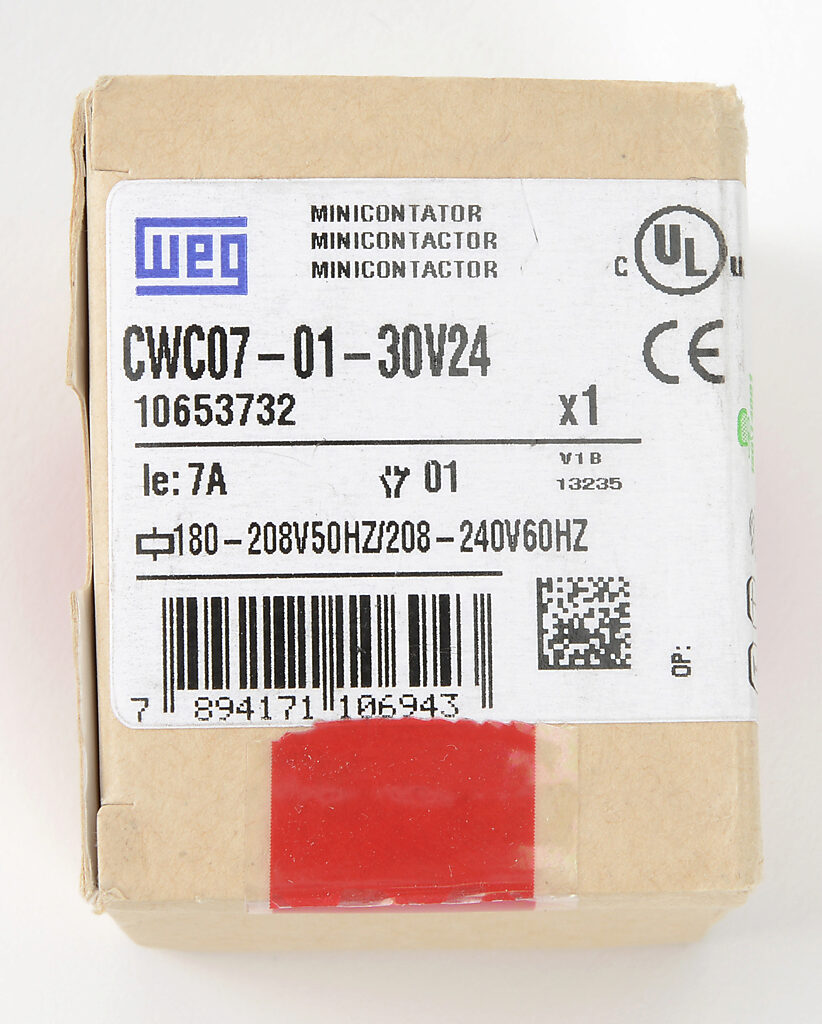 weg
MINICONTATOR
MINICONTACTOR
MINICONTACTOR
C UL U
CE
CWC07-01-30V24
10653732
x1
Ie: 7A
01
V1B
13235
180-208V50HZ/208-240V60HZ
OP:
7 894171 106943